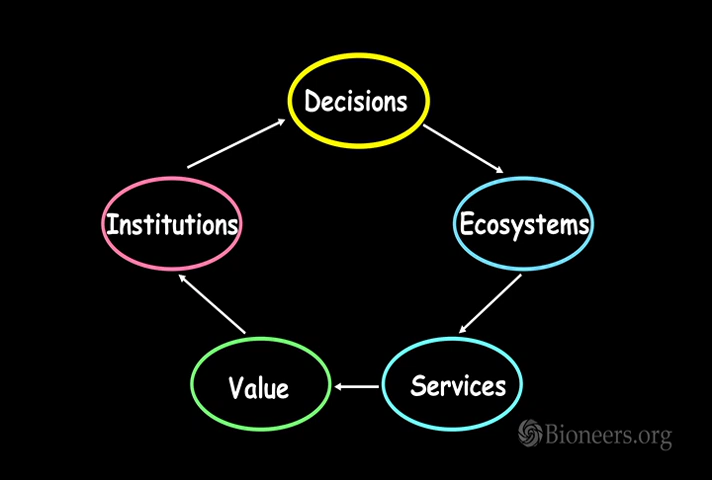 Decisions
Institutions
Ecosystems
Value
Services
Bioneers.org